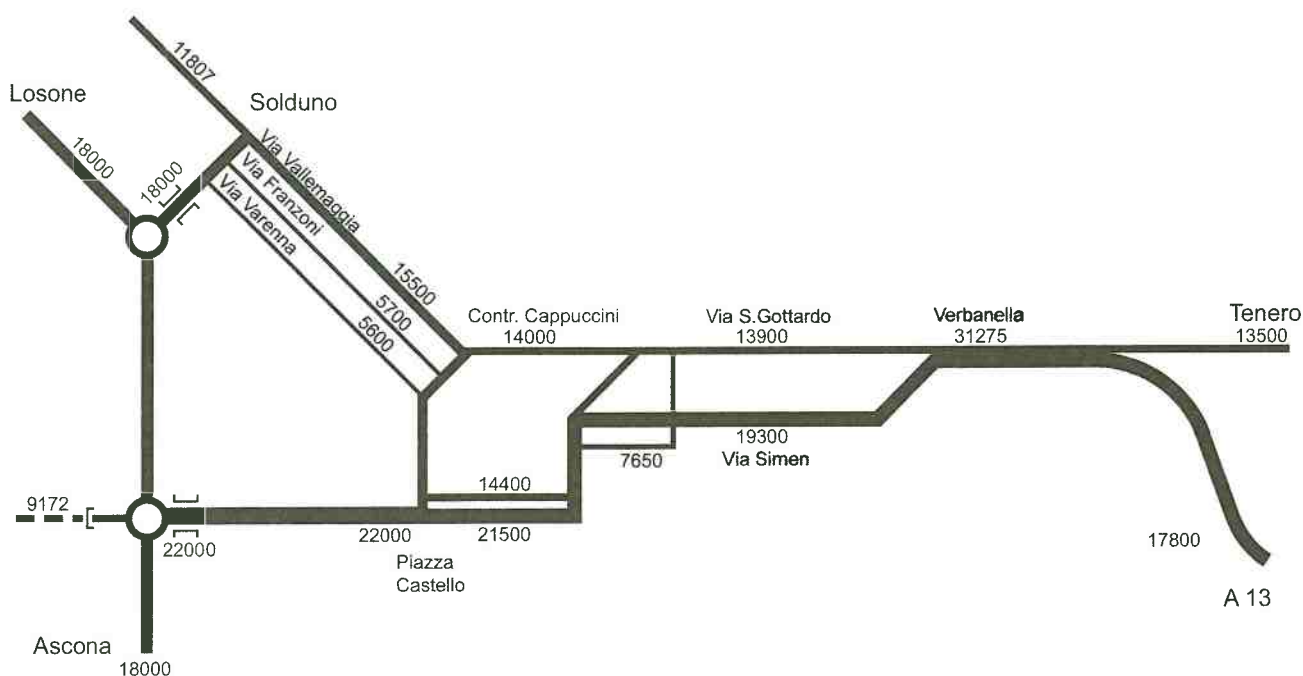 11807
Losone
Solduno
18000
18000
Via Vallemaggia
Via Franzoni
Via Varenna
15500
5700
5600
Contr. Cappuccini
14000
Via S.Gottardo
13900
Verbanella
31275
Tenero
13500
19300
Via Simen
7650
14400
9172
22000
22000
21500
Piazza
Castello
17800
A 13
Ascona
18000